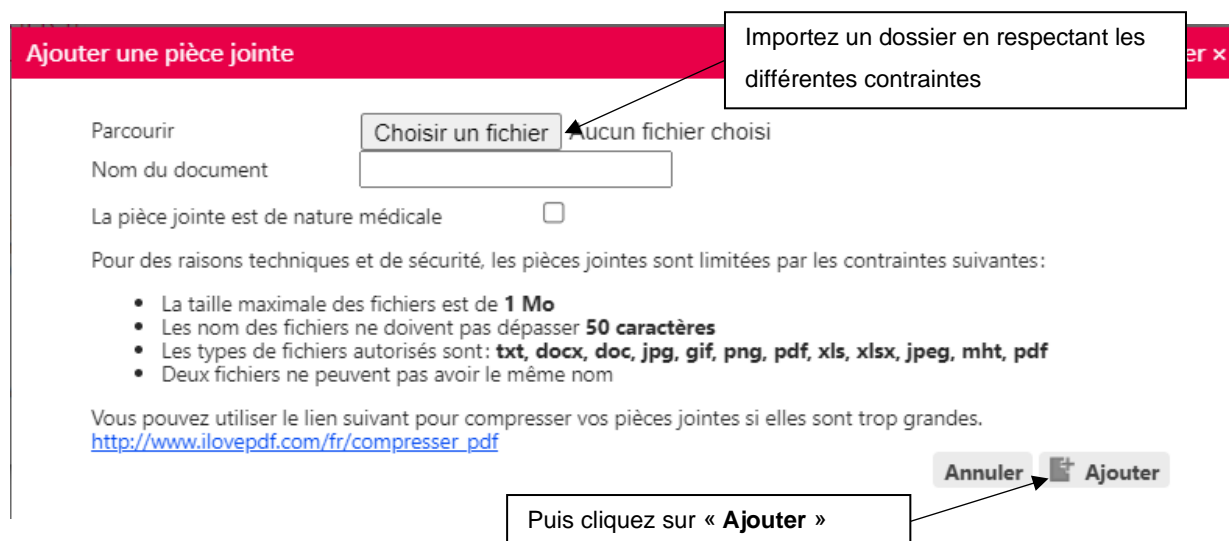 Importez un dossier en respectant les
différentes contraintes
Ajouter une pièce jointe
er ×
Parcourir
Choisir un fichier
Aucun fichier choisi
Nom du document
La pièce jointe est de nature médicale
Pour des raisons techniques et de sécurité, les pièces jointes sont limitées par les contraintes suivantes:
• La taille maximale des fichiers est de 1 Mo
• Les nom des fichiers ne doivent pas dépasser 50 caractères
• Les types de fichiers autorisés sont: txt, docx, doc, jpg, gif, png, pdf, xls, xlsx, jpeg, mht, pdf
• Deux fichiers ne peuvent pas avoir le même nom
Vous pouvez utiliser le lien suivant pour compresser vos pièces jointes si elles sont trop grandes.
http://www.ilovepdf.com/fr/compresser_pdf
Annuler
Ajouter
Puis cliquez sur « Ajouter »